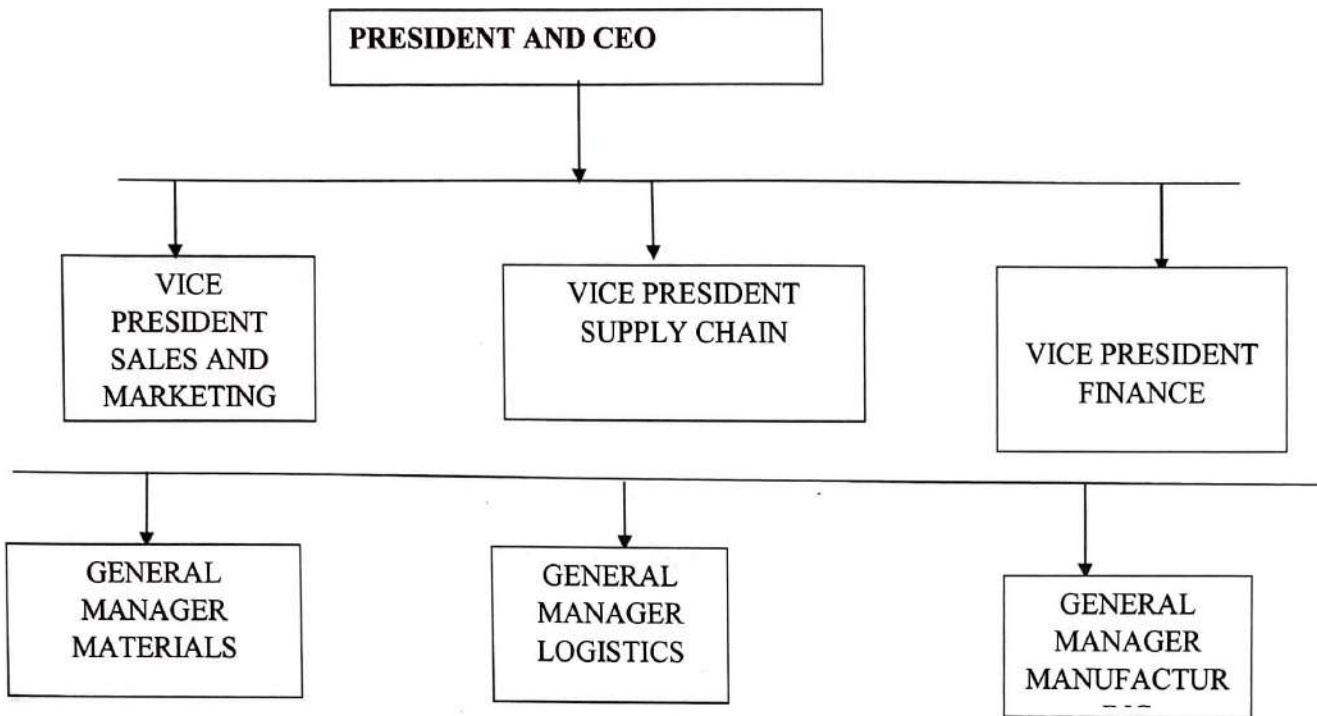 PRESIDENT AND CEO
VICE
PRESIDENT
SALES AND
MARKETING
VICE PRESIDENT
SUPPLY CHAIN
VICE PRESIDENT
FINANCE
GENERAL
MANAGER
MATERIALS
GENERAL
MANAGER
LOGISTICS
GENERAL
MANAGER
MANUFACTUR